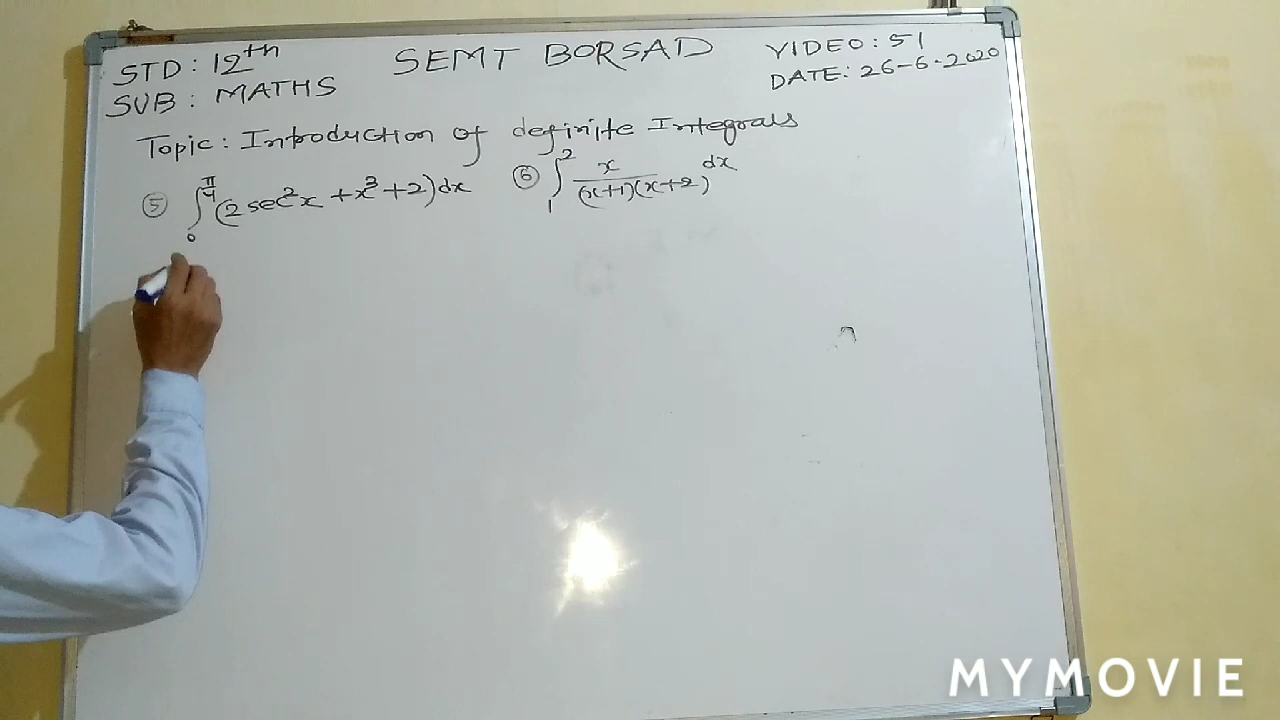 STD: 12th SEMT BORSAD VIDEO: 51
SUB: MATHS DATE: 26-6-2020
Topic: Introduction of definite Integrals
⑤ ∫₀^(π/4) (2 sec²x + x³ + 2) dx ⑥ ∫₁² x/((x+1)(x+2)) dx
MYMOVIE